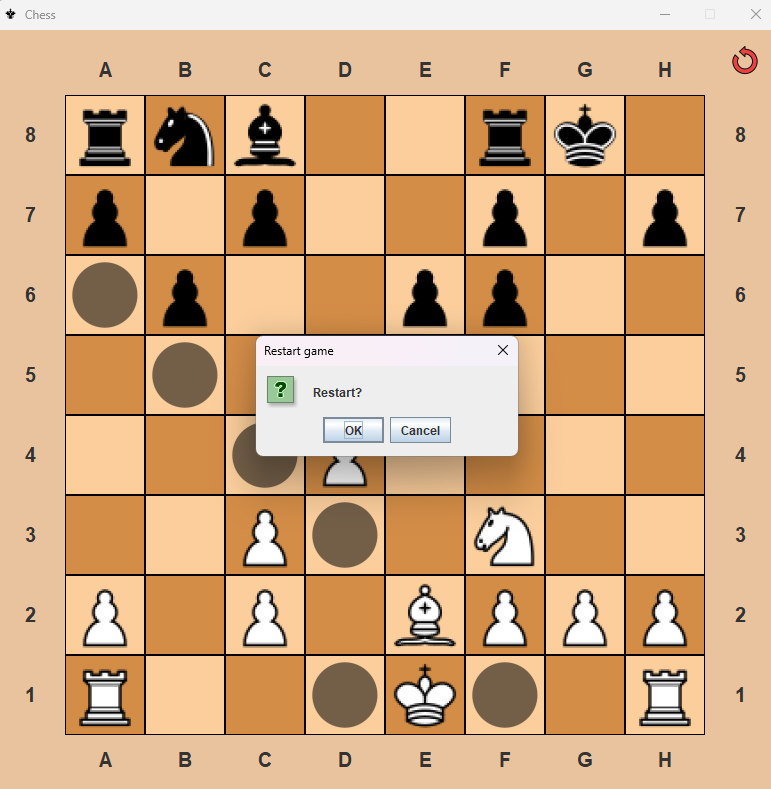 Chess
A B C D E F G H
8 8
7 7
6 6
5 5
Restart game
? Restart?
OK Cancel
4 4
3 3
2 2
1 1
A B C D E F G H